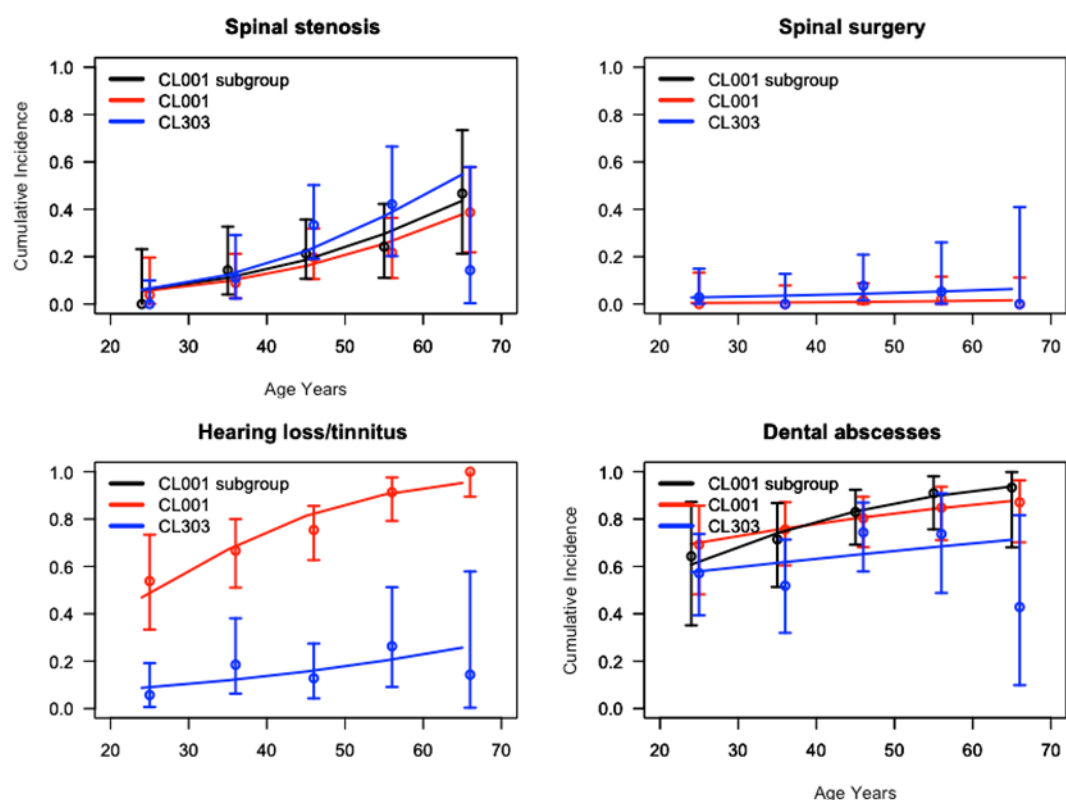 Spinal stenosis
Cumulative Incidence
1.0
0.8
0.6
0.4
0.2
0.0
CL001 subgroup
CL001
CL303
20 30 40 50 60 70
Age Years
Spinal surgery
1.0
0.8
0.6
0.4
0.2
0.0
CL001 subgroup
CL001
CL303
20 30 40 50 60 70
Hearing loss/tinnitus
1.0
0.8
0.6
0.4
0.2
0.0
CL001 subgroup
CL001
CL303
20 30 40 50 60 70
Dental abscesses
Cumulative Incidence
1.0
0.8
0.6
0.4
0.2
0.0
CL001 subgroup
CL001
CL303
20 30 40 50 60 70
Age Years